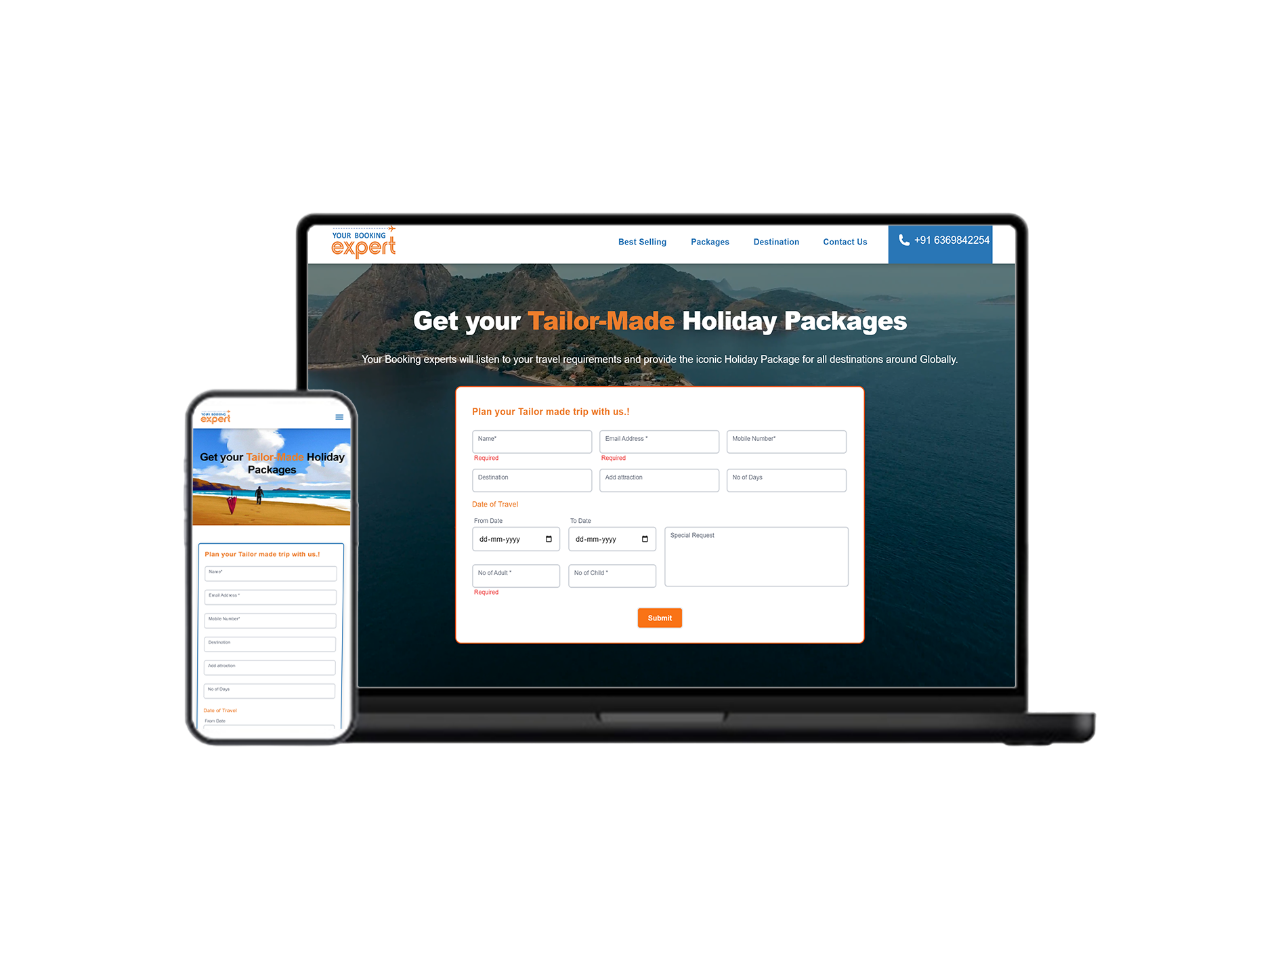 YOUR BOOKING
expert
Best Selling
Packages
Destination
Contact Us
+91 6369842254
Get your Tailor-Made Holiday Packages
Your Booking experts will listen to your travel requirements and provide the iconic Holiday Package for all destinations around Globally.
Plan your Tailor made trip with us.!
Name*
Email Address *
Mobile Number*
Required
Required
Destination
Add attraction
No of Days
Date of Travel
From Date
To Date
dd-mm-yyyy
dd-mm-yyyy
Special Request
No of Adult *
No of Child *
Required
Submit
YOUR BOOKING
expert
Get your Tailor-Made Holiday
Packages
Plan your Tailor made trip with us.!
Name*
Email Address *
Mobile Number*
Destination
Add attraction
No of Days
Date of Travel
From Date